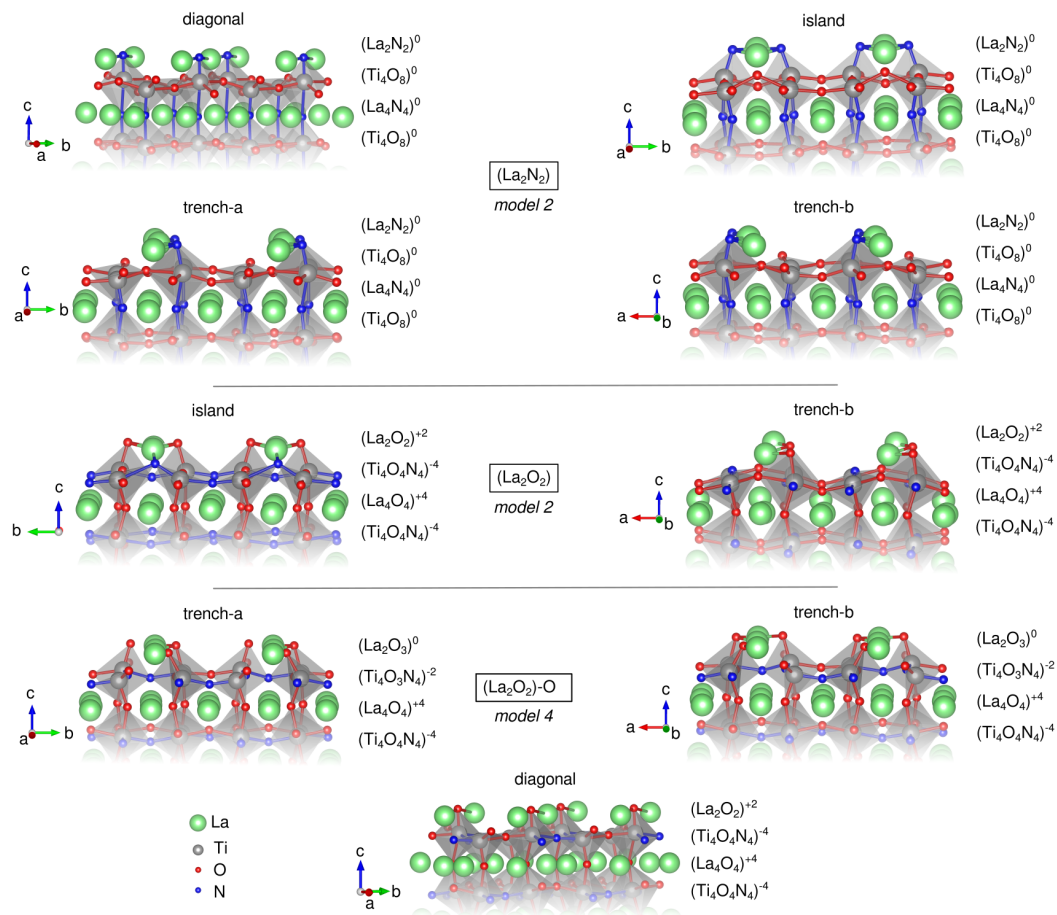 diagonal
(La₂N₂)⁰
(Ti₄O₈)⁰
(La₄N₄)⁰
(Ti₄O₈)⁰
c
a
b
island
(La₂N₂)⁰
(Ti₄O₈)⁰
(La₄N₄)⁰
(Ti₄O₈)⁰
c
a
b
(La₂N₂)
model 2
trench-a
(La₂N₂)⁰
(Ti₄O₈)⁰
(La₄N₄)⁰
(Ti₄O₈)⁰
c
a
b
trench-b
(La₂N₂)⁰
(Ti₄O₈)⁰
(La₄N₄)⁰
(Ti₄O₈)⁰
c
a
b
island
(La₂O₂)⁺²
(Ti₄O₄N₄)⁻⁴
(La₄O₄)⁺⁴
(Ti₄O₄N₄)⁻⁴
c
b
(La₂O₂)
model 2
trench-b
(La₂O₂)⁺²
(Ti₄O₄N₄)⁻⁴
(La₄O₄)⁺⁴
(Ti₄O₄N₄)⁻⁴
c
a
b
trench-a
(La₂O₃)⁰
(Ti₄O₃N₄)⁻²
(La₄O₄)⁺⁴
(Ti₄O₄N₄)⁻⁴
c
a
b
(La₂O₂)-O
model 4
trench-b
(La₂O₃)⁰
(Ti₄O₃N₄)⁻²
(La₄O₄)⁺⁴
(Ti₄O₄N₄)⁻⁴
c
a
b
diagonal
(La₂O₂)⁺²
(Ti₄O₄N₄)⁻⁴
(La₄O₄)⁺⁴
(Ti₄O₄N₄)⁻⁴
c
a
b
La
Ti
O
N